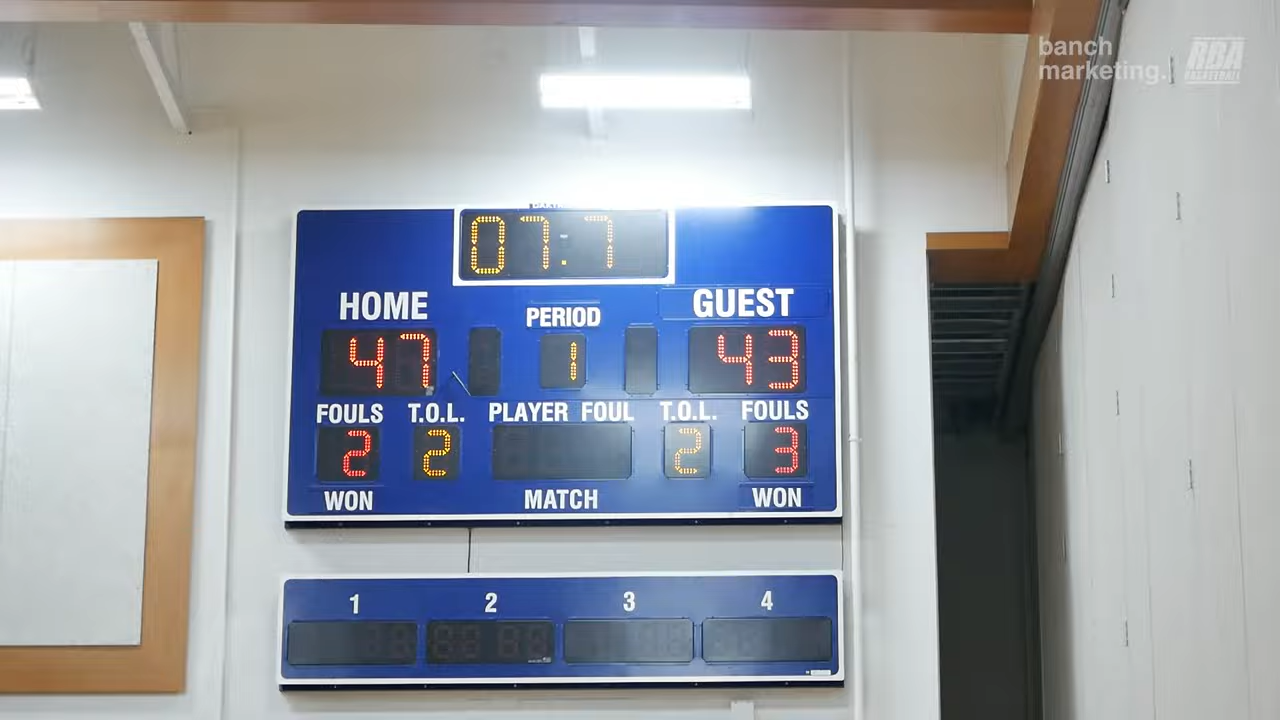 banch
marketing.
RBA
BASKETBALL
07.7
HOME
PERIOD
GUEST
47
1
43
FOULS T.O.L. PLAYER FOUL T.O.L. FOULS
2 2 2 3
WON MATCH WON
1 2 3 4